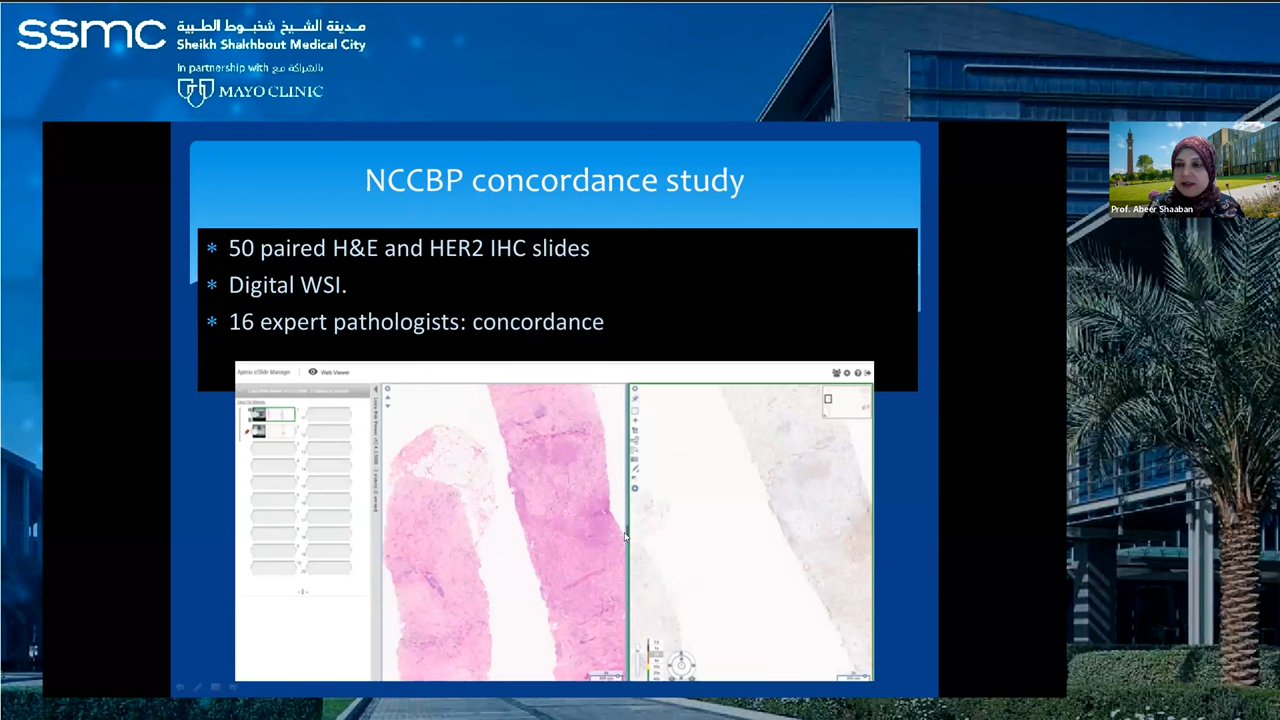 ssmc
مدينة الشيخ شخبوط الطبية
Sheikh Shakhbout Medical City
In partnership with بالشراكة مع
MAYO CLINIC
NCCBP concordance study
* 50 paired H&E and HER2 IHC slides
* Digital WSI.
* 16 expert pathologists: concordance
Prof. Abeer Shaaban
Aperio eSlide Manager
Web Viewer